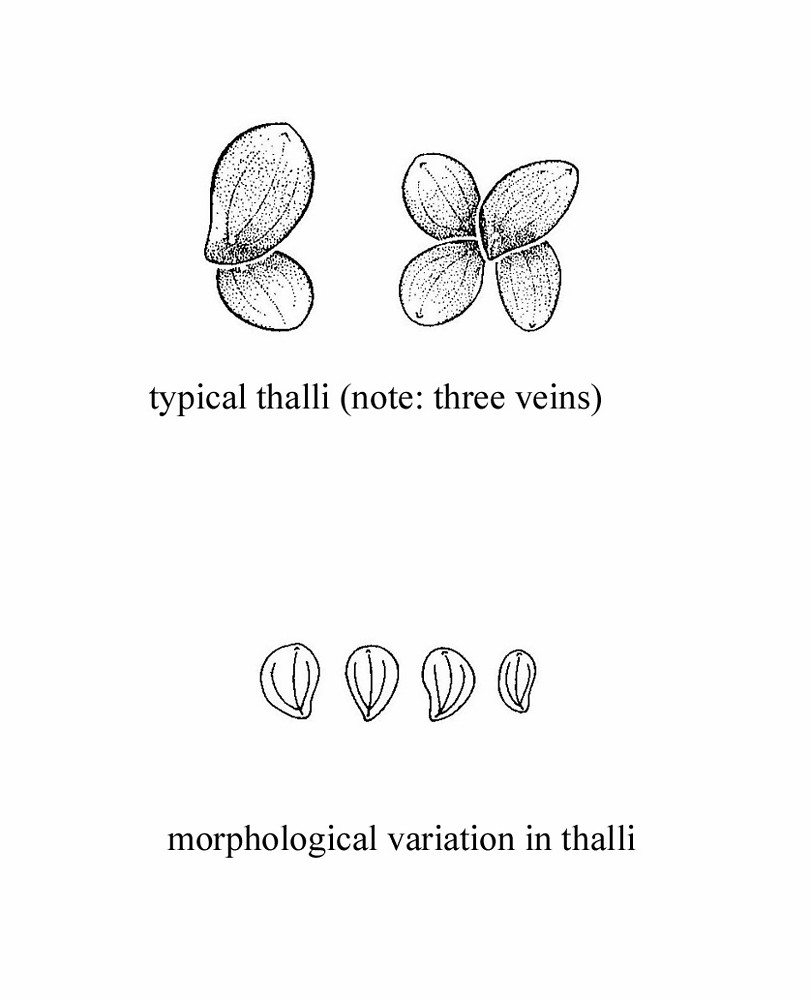 typical thalli (note: three veins)
morphological variation in thalli